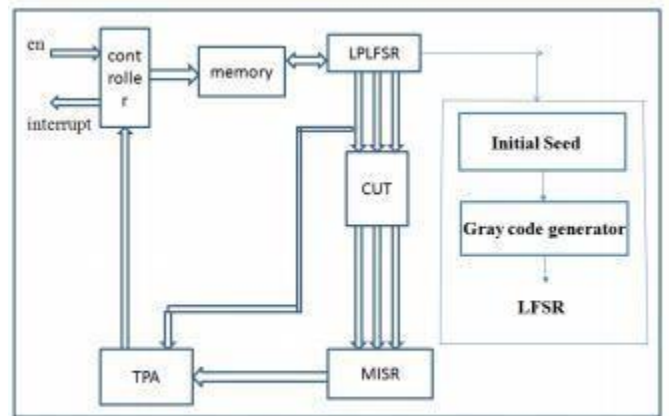 en
cont
rolle
r
interrupt
memory
LPLFSR
CUT
TPA
MISR
Initial Seed
Gray code generator
LFSR